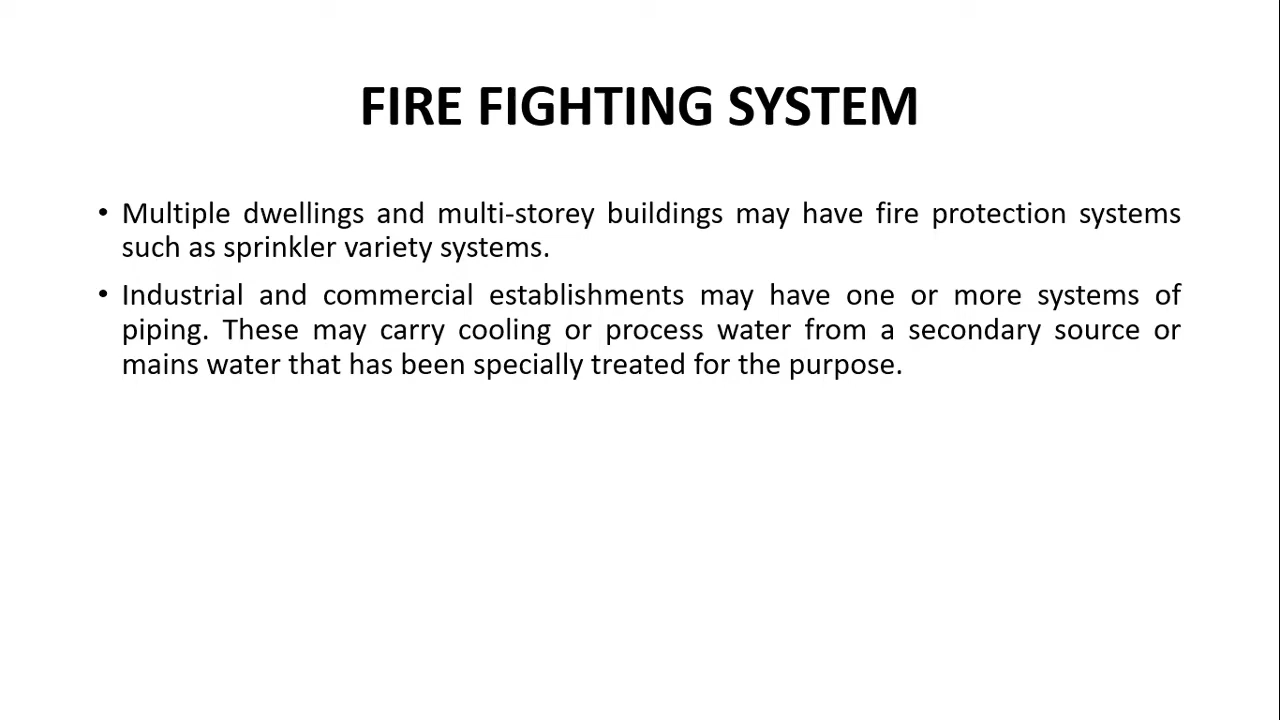 FIRE FIGHTING SYSTEM
• Multiple dwellings and multi-storey buildings may have fire protection systems
such as sprinkler variety systems.
• Industrial and commercial establishments may have one or more systems of
piping. These may carry cooling or process water from a secondary source or
mains water that has been specially treated for the purpose.